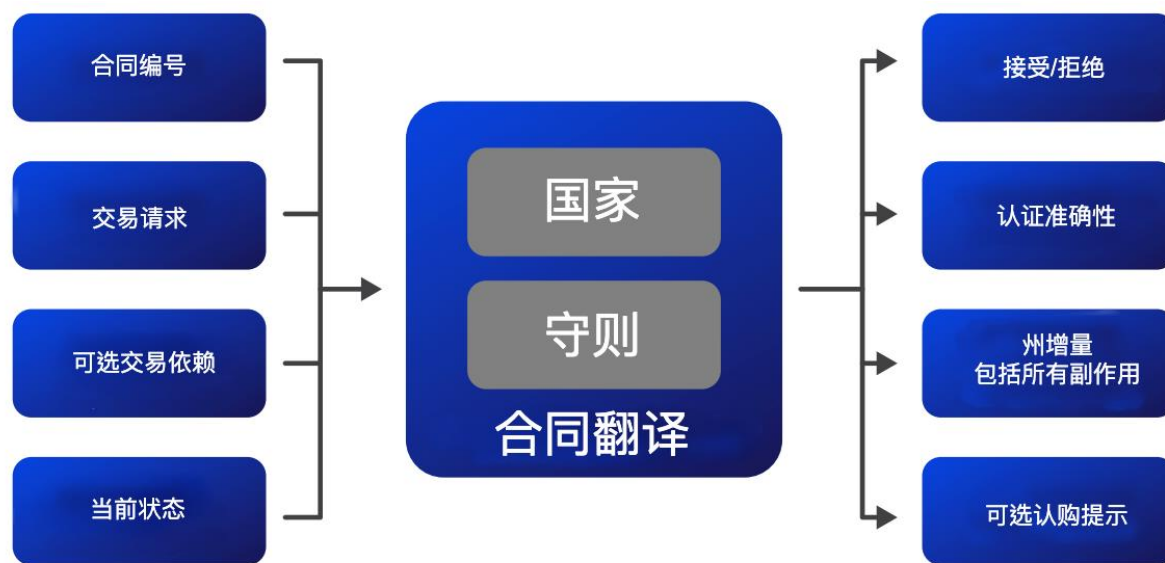 合同编号
交易请求
可选交易依赖
当前状态
国家
守则
合同翻译
接受/拒绝
认证准确性
州增量
包括所有副作用
可选认购提示